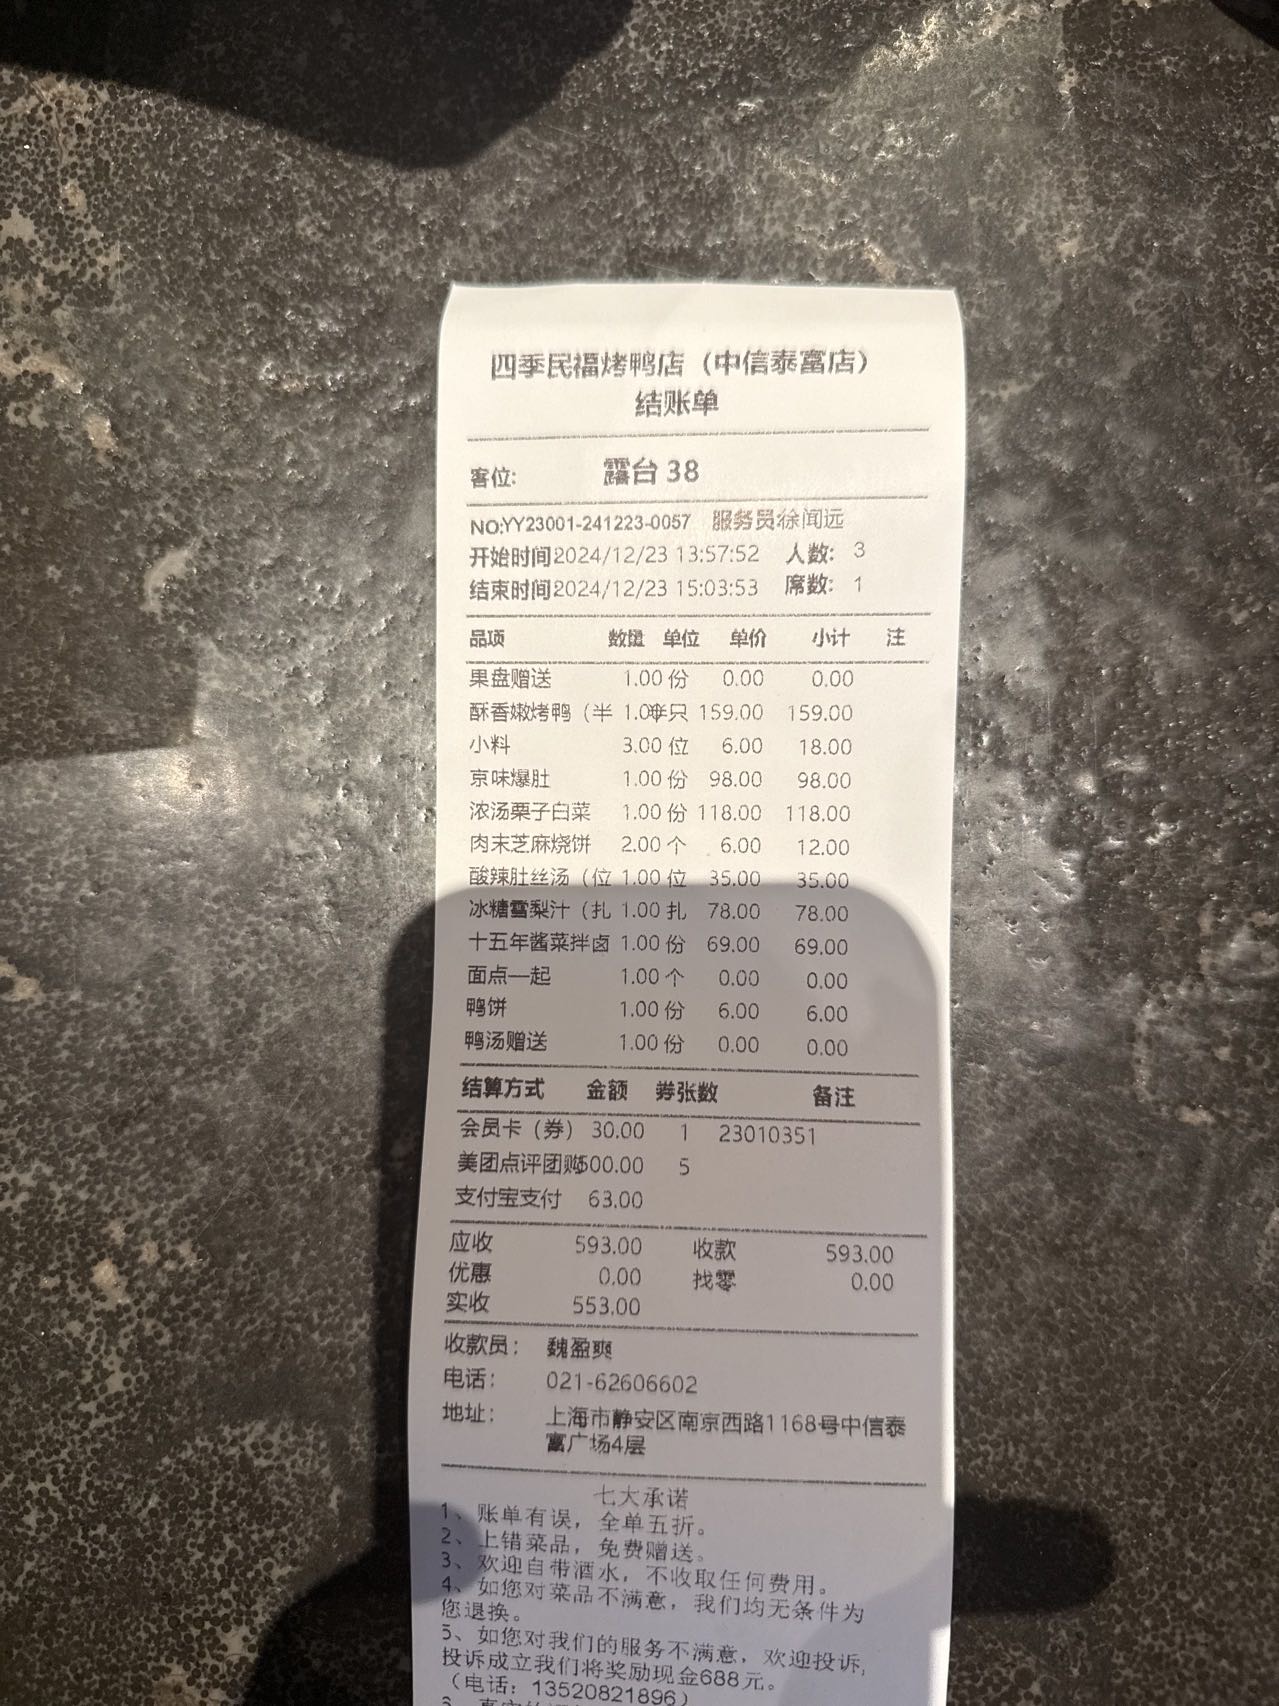 四季民福烤鸭店（中信泰富店）
结账单
客位: 露台 38
NO:YY23001-241223-0057 服务员:徐闻远
开始时间2024/12/23 13:57:52 人数: 3
结束时间2024/12/23 15:03:53 席数: 1
品项 数量 单位 单价 小计 注
果盘赠送 1.00 份 0.00 0.00
酥香嫩烤鸭（半 1.00半只 159.00 159.00
小料 3.00 位 6.00 18.00
京味爆肚 1.00 份 98.00 98.00
浓汤栗子白菜 1.00 份 118.00 118.00
肉末芝麻烧饼 2.00 个 6.00 12.00
酸辣肚丝汤（位 1.00 位 35.00 35.00
冰糖雪梨汁（扎 1.00 扎 78.00 78.00
十五年酱菜拌卤 1.00 份 69.00 69.00
面点一起 1.00 个 0.00 0.00
鸭饼 1.00 份 6.00 6.00
鸭汤赠送 1.00 份 0.00 0.00
结算方式 金额 券张数 备注
会员卡（券） 30.00 1 23010351
美团点评团购500.00 5
支付宝支付 63.00
应收 593.00 收款 593.00
优惠 0.00 找零 0.00
实收 553.00
收款员: 魏盈爽
电话: 021-62606602
地址: 上海市静安区南京西路1168号中信泰
富广场4层
七大承诺
1、账单有误，全单五折。
2、上错菜品，免费赠送。
3、欢迎自带酒水，不收取任何费用。
4、如您对菜品不满意，我们均无条件为
您退换。
5、如您对我们的服务不满意，欢迎投诉,
投诉成立我们将奖励现金688元。
（电话：13520821896）